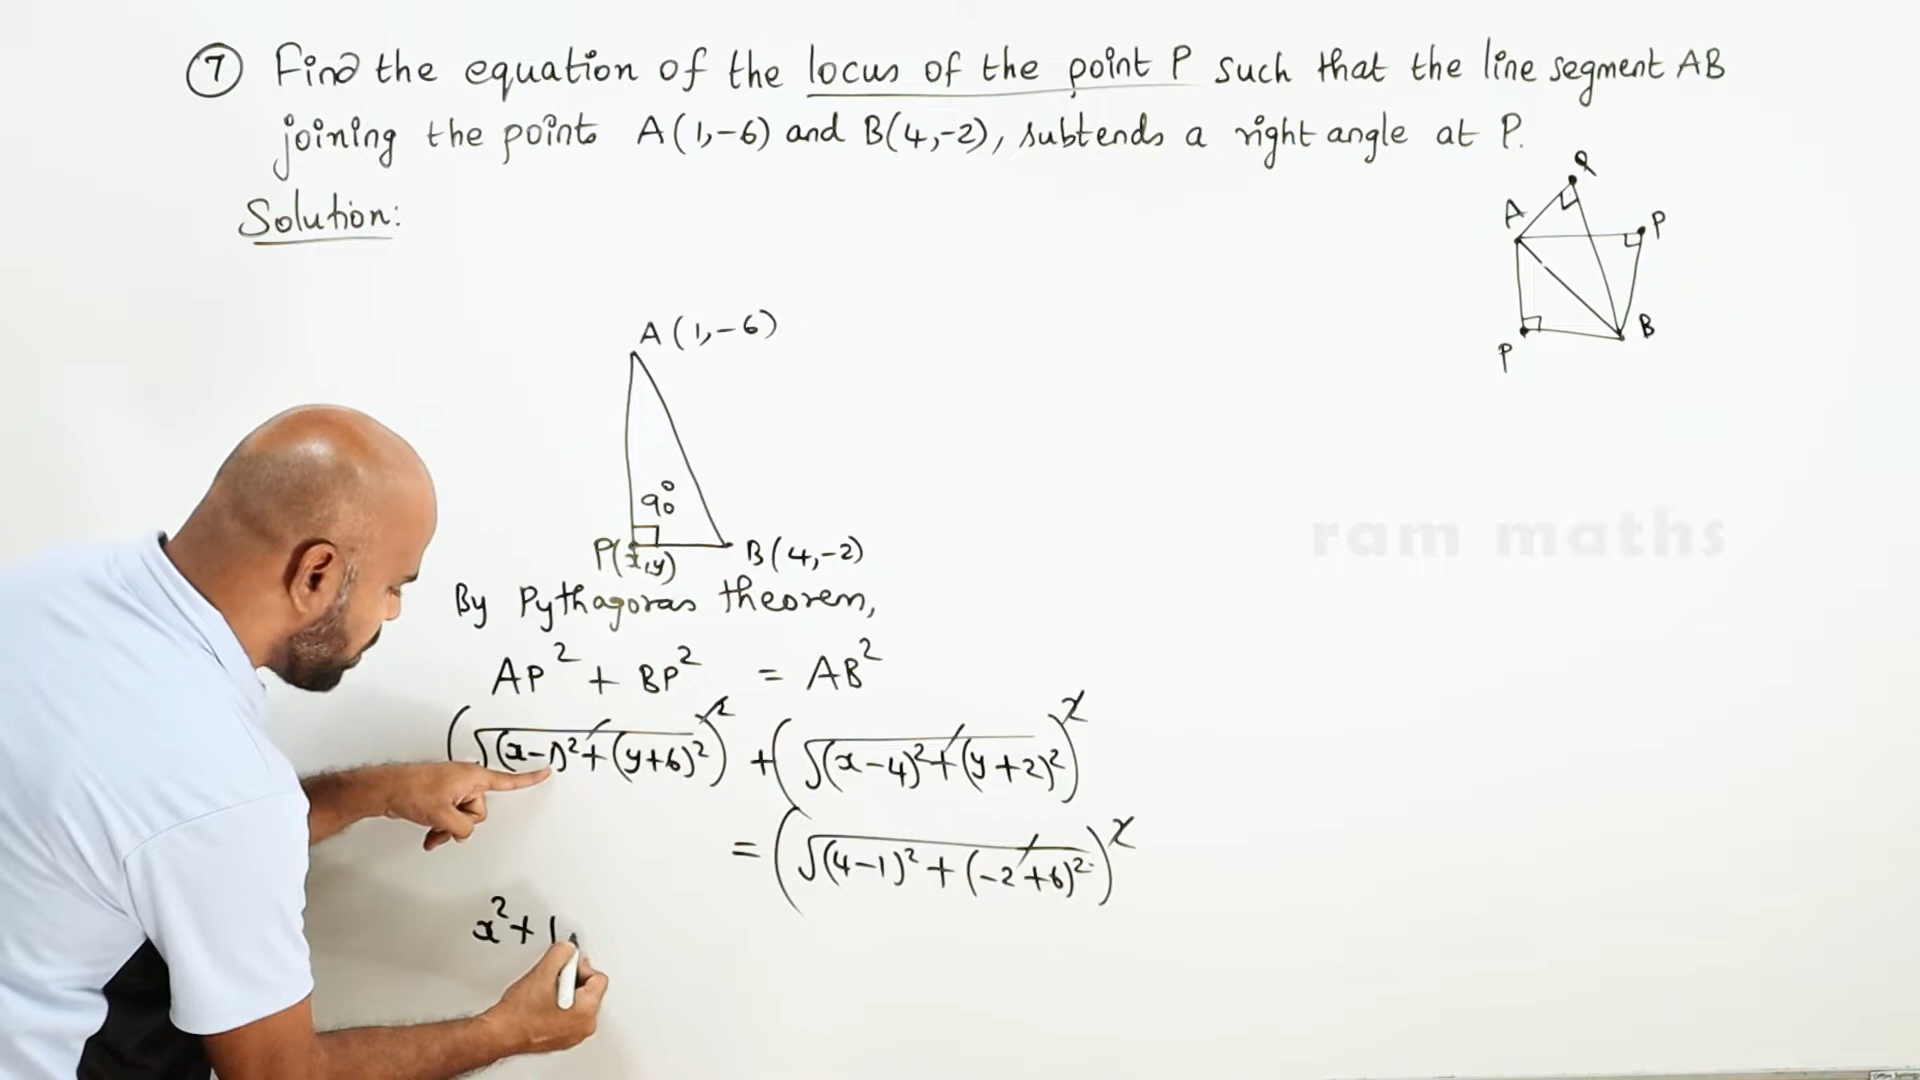 ⑦ Find the equation of the locus of the point P such that the line segment AB
joining the points A(1,-6) and B(4,-2), subtends a right angle at P.
Solution:
P
A
P
B
P
A(1,-6)
90°
P(x,y)
B(4,-2)
By Pythagoras theorem,
AP² + BP² = AB²
(√(x-1)²+(y+6)²)² + (√(x-4)²+(y+2)²)²
= (√(4-1)²+(-2+6)²)²
x²+1
ram maths